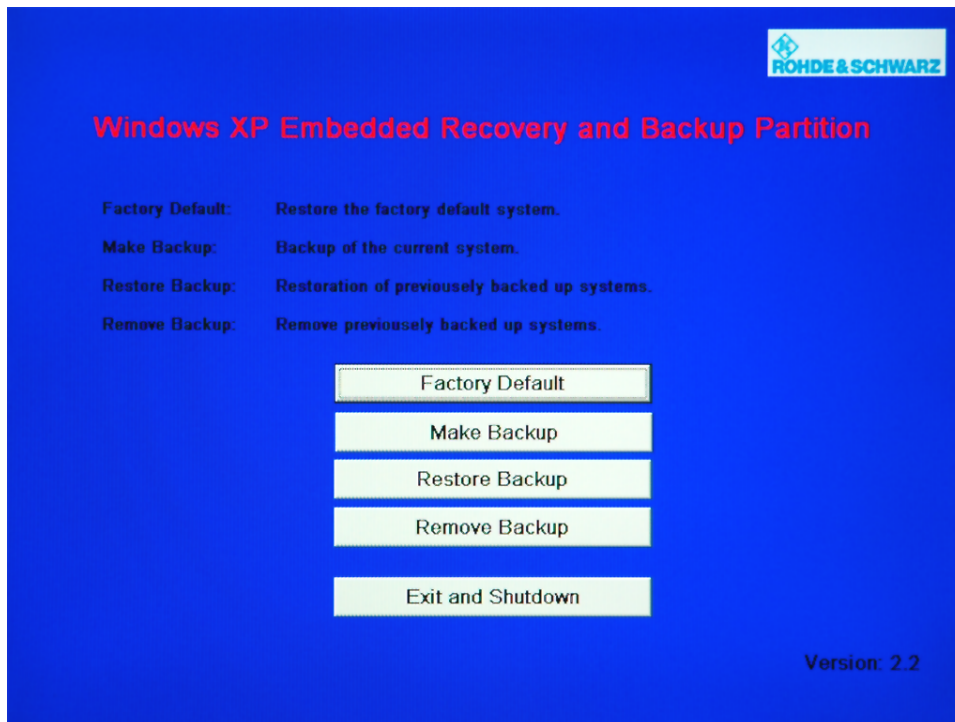 ROHDE & SCHWARZ
Windows XP Embedded Recovery and Backup Partition
Factory Default: Restore the factory default system.
Make Backup: Backup of the current system.
Restore Backup: Restoration of previousely backed up systems.
Remove Backup: Remove previousely backed up systems.
Factory Default
Make Backup
Restore Backup
Remove Backup
Exit and Shutdown
Version: 2.2